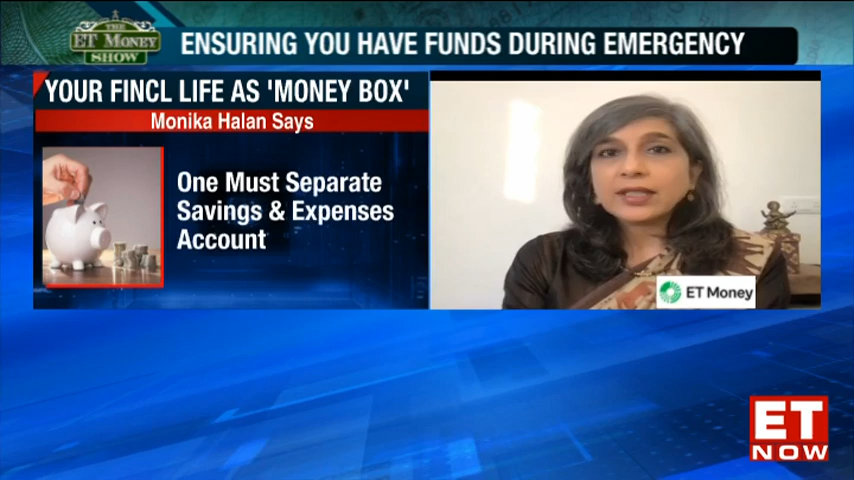 THE
ET MONEY
SHOW
ENSURING YOU HAVE FUNDS DURING EMERGENCY
YOUR FINCL LIFE AS 'MONEY BOX'
Monika Halan Says
One Must Separate
Savings & Expenses
Account
ET Money
ET
NOW